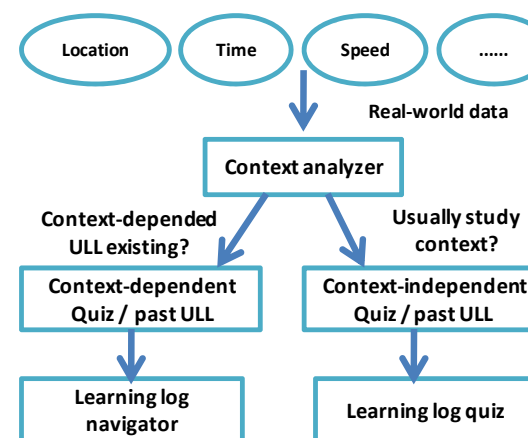 Location
Time
Speed
......
Real-world data
Context analyzer
Context-depended
ULL existing?
Usually study
context?
Context-dependent
Quiz / past ULL
Context-independent
Quiz / past ULL
Learning log
navigator
Learning log quiz